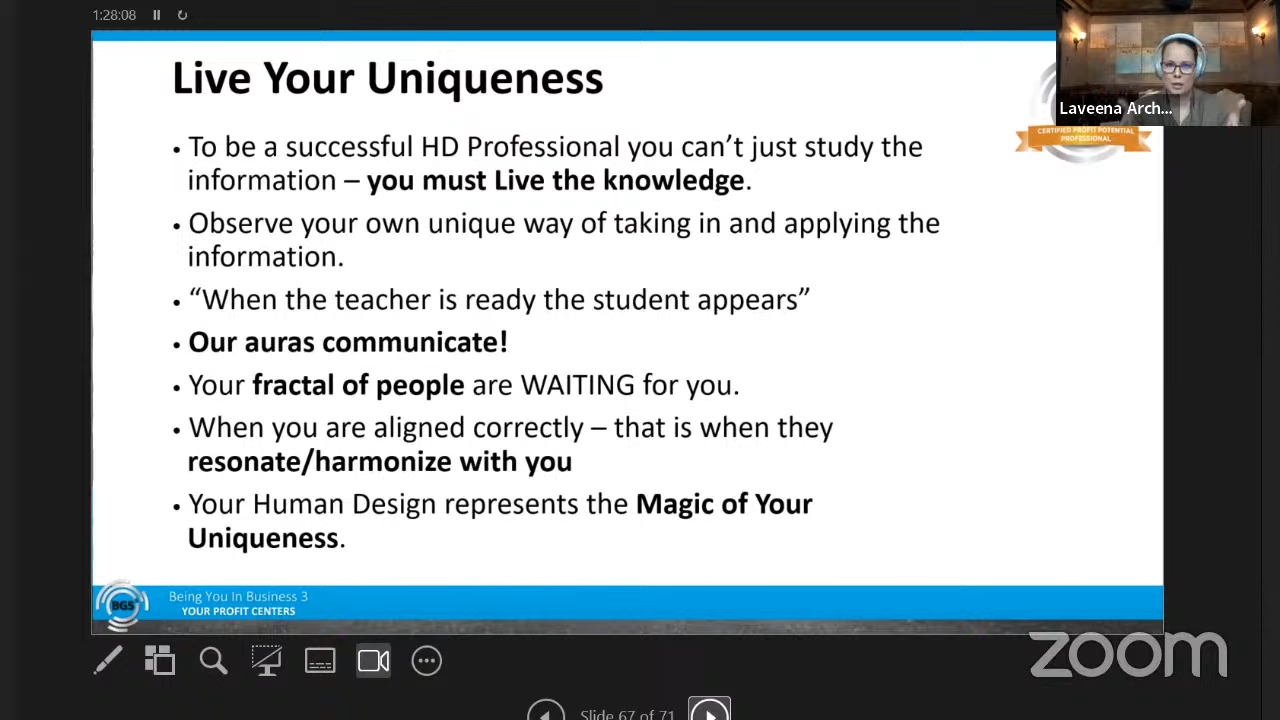 1:28:08
Live Your Uniqueness
Laveena Arch...
CERTIFIED PROFIT POTENTIAL
PROFESSIONAL
• To be a successful HD Professional you can’t just study the
information – you must Live the knowledge.
• Observe your own unique way of taking in and applying the
information.
• “When the teacher is ready the student appears”
• Our auras communicate!
• Your fractal of people are WAITING for you.
• When you are aligned correctly – that is when they
resonate/harmonize with you
• Your Human Design represents the Magic of Your
Uniqueness.
BG5
Being You In Business 3
YOUR PROFIT CENTERS
zoom
Slide 67 of 71